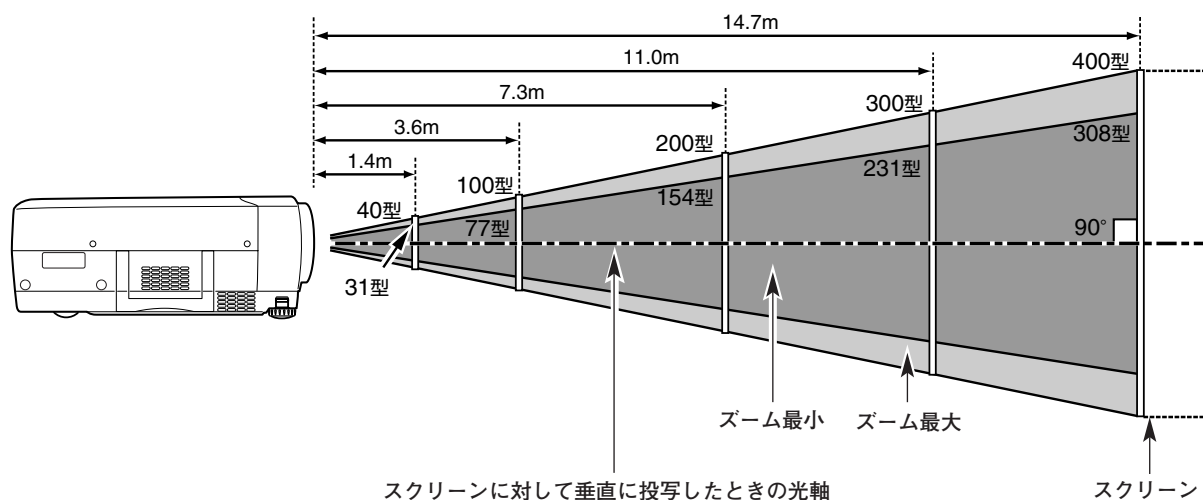 14.7m
11.0m
7.3m
3.6m
1.4m
400型
300型
200型
100型
40型
308型
231型
154型
77型
31型
90°
ズーム最小
ズーム最大
スクリーンに対して垂直に投写したときの光軸
スクリーン